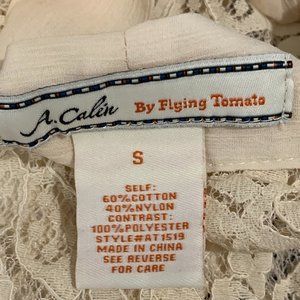 A. Calin By Flying Tomato
S
SELF:
60%COTTON
40%NYLON
CONTRAST:
100%POLYESTER
STYLE#AT1519
MADE IN CHINA
SEE REVERSE
FOR CARE